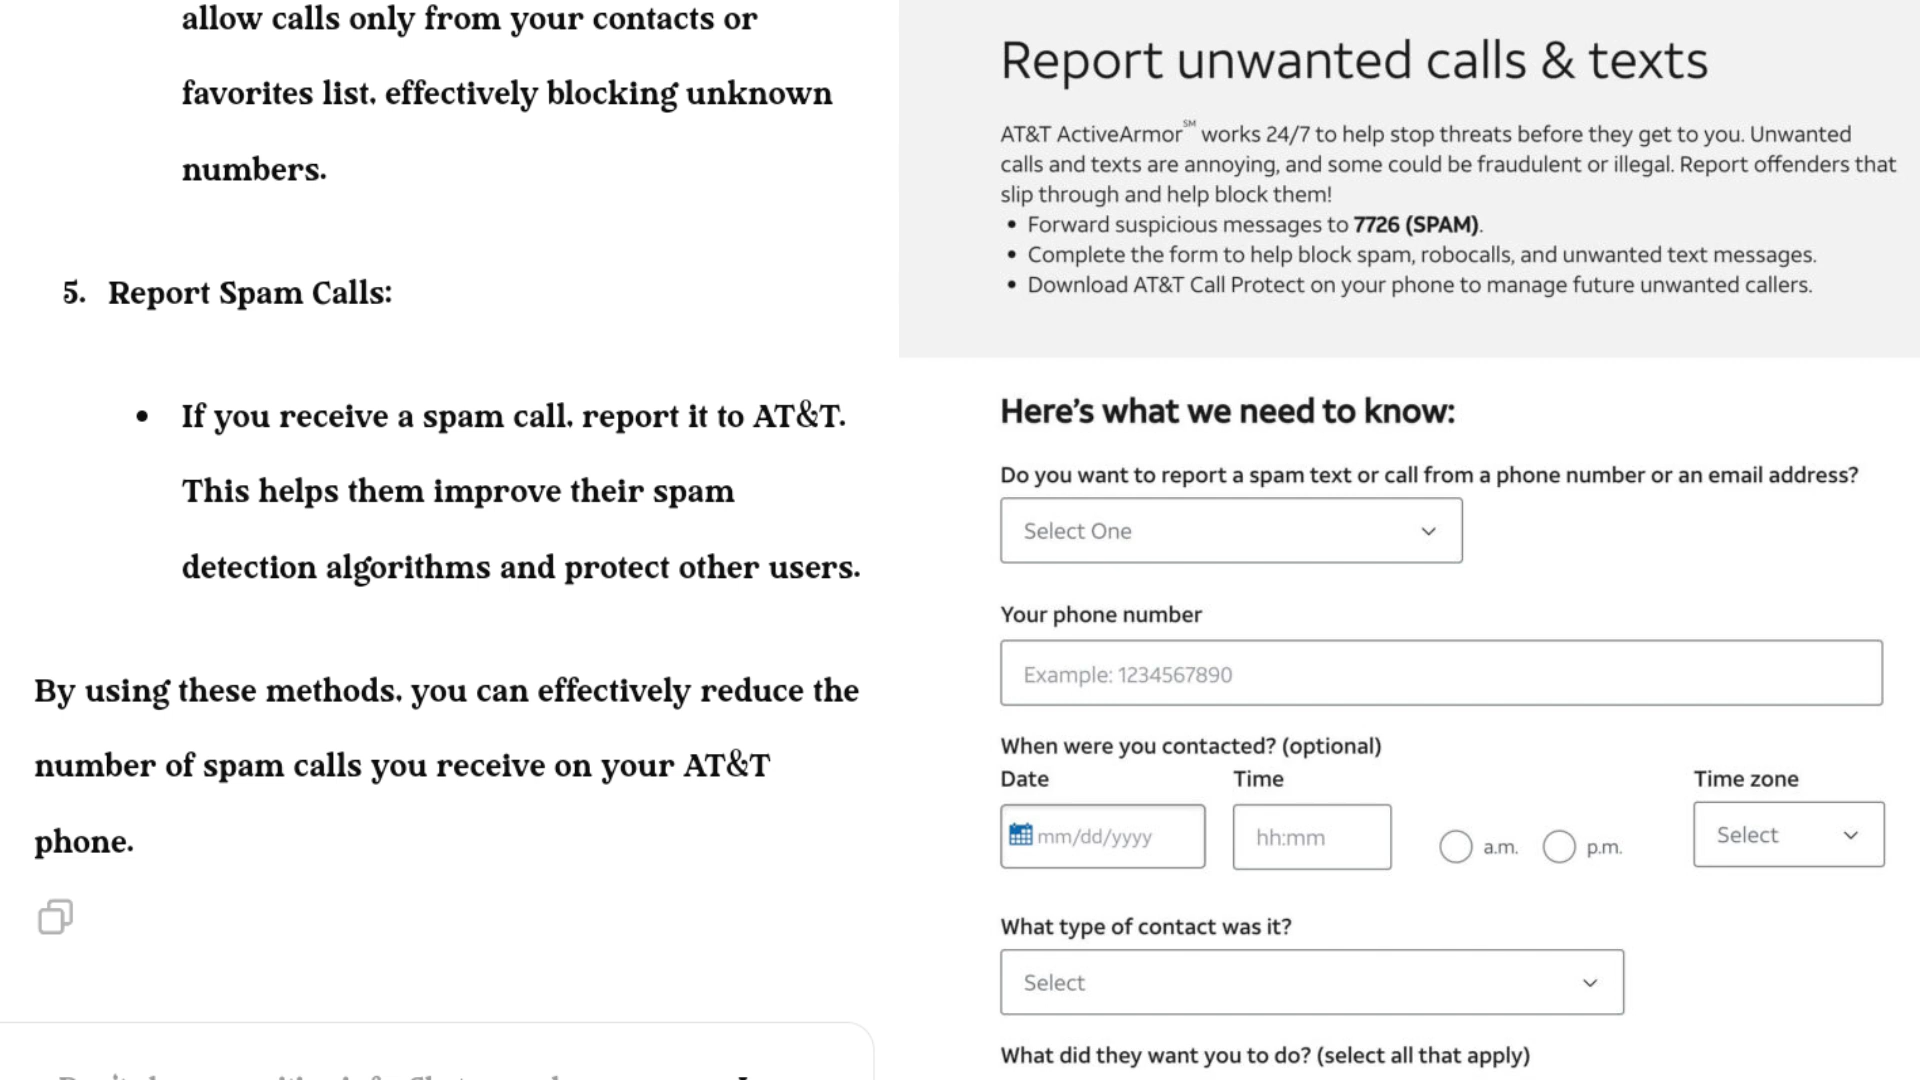 allow calls only from your contacts or
favorites list. effectively blocking unknown
numbers.
5. Report Spam Calls:
• If you receive a spam call. report it to AT&T.
This helps them improve their spam
detection algorithms and protect other users.
By using these methods. you can effectively reduce the
number of spam calls you receive on your AT&T
phone.
Report unwanted calls & texts
AT&T ActiveArmor℠ works 24/7 to help stop threats before they get to you. Unwanted
calls and texts are annoying, and some could be fraudulent or illegal. Report offenders that
slip through and help block them!
• Forward suspicious messages to 7726 (SPAM).
• Complete the form to help block spam, robocalls, and unwanted text messages.
• Download AT&T Call Protect on your phone to manage future unwanted callers.
Here's what we need to know:
Do you want to report a spam text or call from a phone number or an email address?
Select One
Your phone number
Example: 1234567890
When were you contacted? (optional)
Date Time Time zone
mm/dd/yyyy hh:mm a.m. p.m. Select
What type of contact was it?
Select
What did they want you to do? (select all that apply)